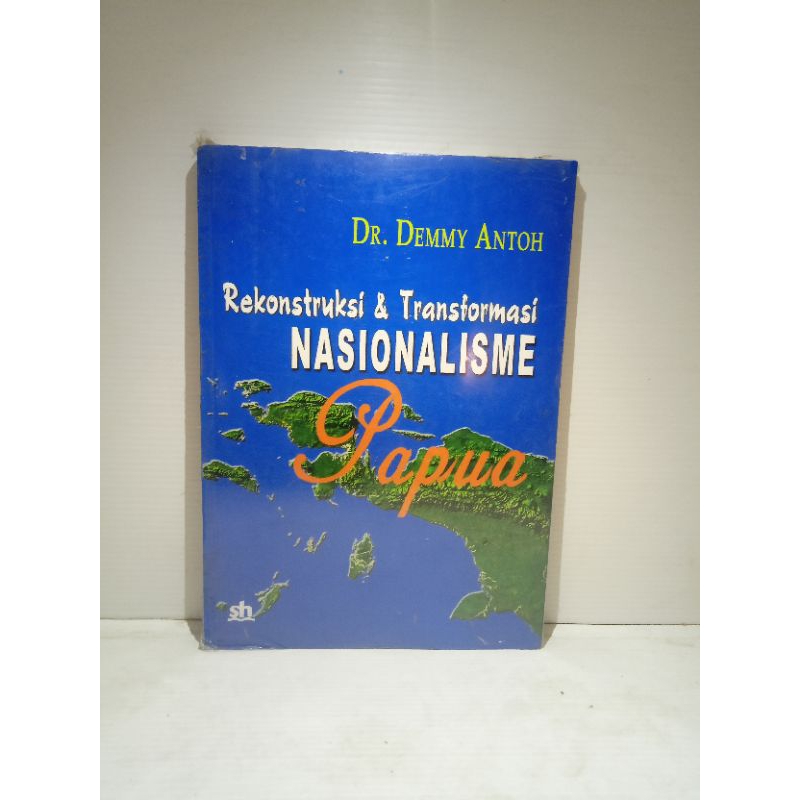 DR. DEMMY ANTOH
Rekonstruksi & Transformasi
NASIONALISME
Papua
sh